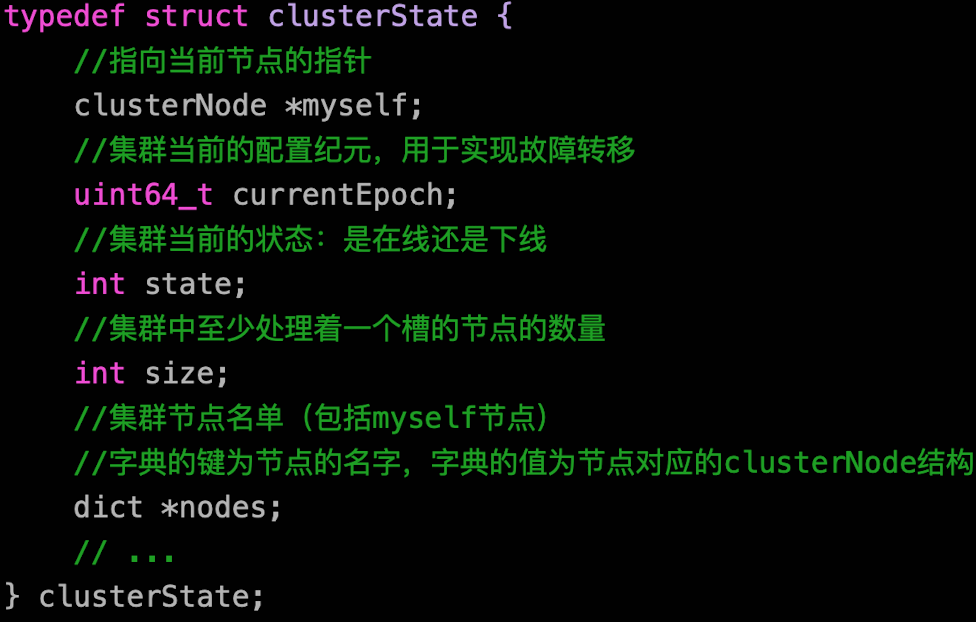 typedef struct clusterState {
    //指向当前节点的指针
    clusterNode *myself;
    //集群当前的配置纪元，用于实现故障转移
    uint64_t currentEpoch;
    //集群当前的状态：是在线还是下线
    int state;
    //集群中至少处理着一个槽的节点的数量
    int size;
    //集群节点名单（包括myself节点）
    //字典的键为节点的名字，字典的值为节点对应的clusterNode结构
    dict *nodes;
    // ...
} clusterState;